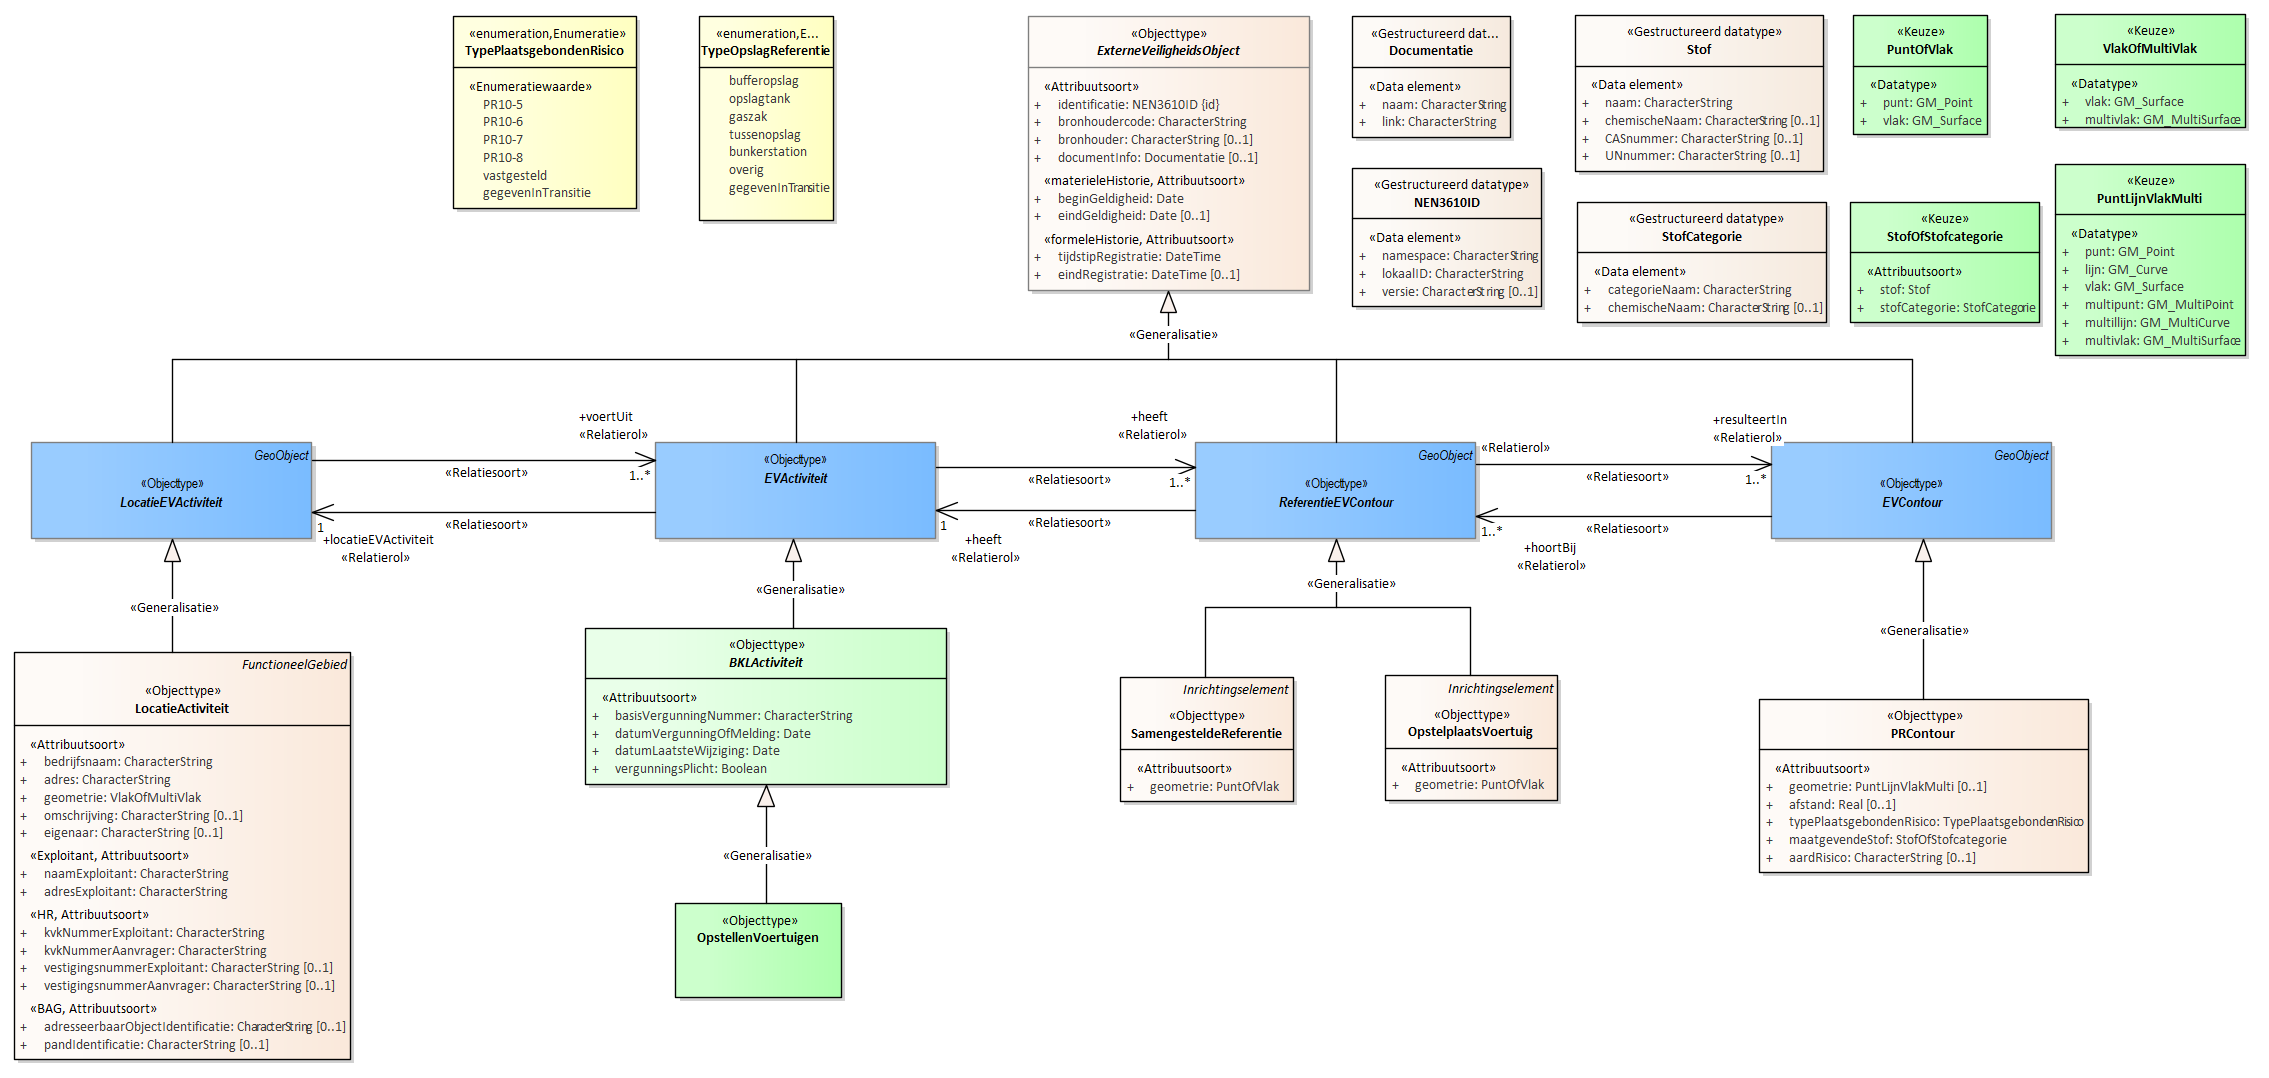 «enumeration,Enumeratie»
TypePlaatsgebondenRisico
«Enumeratiewaarde»
PR10-5
PR10-6
PR10-7
PR10-8
vastgesteld
gegevenInTransitie
«enumeration,E...
TypeOpslagReferentie
bufferopslag
opslagtank
gaszak
tussenopslag
bunkerstation
overig
gegevenInTransitie
«Objecttype»
ExterneVeiligheidsObject
«Attribuutsoort»
+ identificatie: NEN3610ID {id}
+ bronhoudercode: CharacterString
+ bronhouder: CharacterString [0..1]
+ documentInfo: Documentatie [0..1]
«materieleHistorie, Attribuutsoort»
+ beginGeldigheid: Date
+ eindGeldigheid: Date [0..1]
«formeleHistorie, Attribuutsoort»
+ tijdstipRegistratie: DateTime
+ eindRegistratie: DateTime [0..1]
«Gestructureerd dat...
Documentatie
«Data element»
+ naam: CharacterString
+ link: CharacterString
«Gestructureerd datatype»
NEN3610ID
«Data element»
+ namespace: CharacterString
+ lokaalID: CharacterString
+ versie: CharacterString [0..1]
«Gestructureerd datatype»
Stof
«Data element»
+ naam: CharacterString
+ chemischeNaam: CharacterString [0..1]
+ CASnummer: CharacterString [0..1]
+ UNnummer: CharacterString [0..1]
«Gestructureerd datatype»
StofCategorie
«Data element»
+ categorieNaam: CharacterString
+ chemischeNaam: CharacterString [0..1]
«Keuze»
PuntOfVlak
«Datatype»
+ punt: GM_Point
+ vlak: GM_Surface
«Keuze»
StofOfStofcategorie
«Attribuutsoort»
+ stof: Stof
+ stofCategorie: StofCategorie
«Keuze»
VlakOfMultiVlak
«Datatype»
+ vlak: GM_Surface
+ multivlak: GM_MultiSurface
«Keuze»
PuntLijnVlakMulti
«Datatype»
+ punt: GM_Point
+ lijn: GM_Curve
+ vlak: GM_Surface
+ multipunt: GM_MultiPoint
+ multillijn: GM_MultiCurve
+ multivlak: GM_MultiSurface
«Generalisatie»
GeoObject
«Objecttype»
LocatieEVActiviteit
+voertUit
«Relatierol»
«Relatiesoort»
1..*
«Relatiesoort»
1
+locatieEVActiviteit
«Relatierol»
«Objecttype»
EVActiviteit
+heeft
«Relatierol»
«Relatiesoort»
1..*
«Relatiesoort»
1
+heeft
«Relatierol»
GeoObject
«Objecttype»
ReferentieEVContour
«Relatierol»
+resulteertIn
«Relatierol»
«Relatiesoort»
1..*
«Relatiesoort»
1..*
+hoortBij
«Relatierol»
GeoObject
«Objecttype»
EVContour
«Generalisatie»
«Generalisatie»
«Generalisatie»
«Generalisatie»
FunctioneelGebied
«Objecttype»
LocatieActiviteit
«Attribuutsoort»
+ bedrijfsnaam: CharacterString
+ adres: CharacterString
+ geometrie: VlakOfMultiVlak
+ omschrijving: CharacterString [0..1]
+ eigenaar: CharacterString [0..1]
«Exploitant, Attribuutsoort»
+ naamExploitant: CharacterString
+ adresExploitant: CharacterString
«HR, Attribuutsoort»
+ kvkNummerExploitant: CharacterString
+ kvkNummerAanvrager: CharacterString
+ vestigingsnummerExploitant: CharacterString [0..1]
+ vestigingsnummerAanvrager: CharacterString [0..1]
«BAG, Attribuutsoort»
+ adresseerbaarObjectIdentificatie: CharacterString [0..1]
+ pandIdentificatie: CharacterString [0..1]
«Objecttype»
BKLActiviteit
«Attribuutsoort»
+ basisVergunningNummer: CharacterString
+ datumVergunningOfMelding: Date
+ datumLaatsteWijziging: Date
+ vergunningsPlicht: Boolean
«Generalisatie»
«Objecttype»
OpstellenVoertuigen
Inrichtingselement
«Objecttype»
SamengesteldeReferentie
«Attribuutsoort»
+ geometrie: PuntOfVlak
Inrichtingselement
«Objecttype»
OpstelplaatsVoertuig
«Attribuutsoort»
+ geometrie: PuntOfVlak
«Objecttype»
PRContour
«Attribuutsoort»
+ geometrie: PuntLijnVlakMulti [0..1]
+ afstand: Real [0..1]
+ typePlaatsgebondenRisico: TypePlaatsgebondenRisico
+ maatgevendeStof: StofOfStofcategorie
+ aardRisico: CharacterString [0..1]